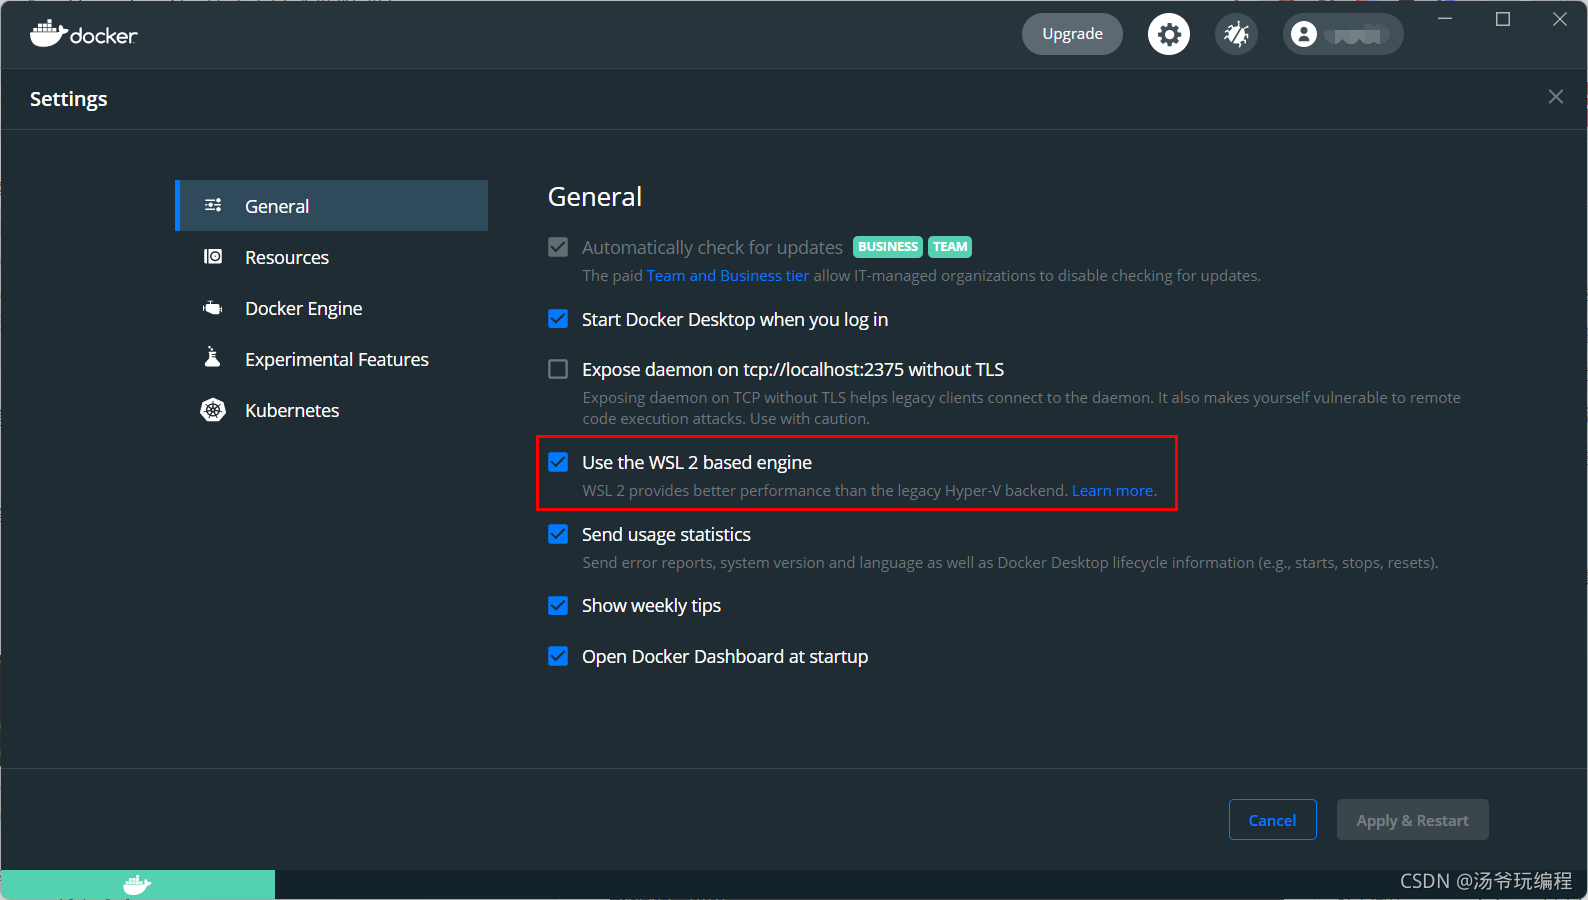 docker
Upgrade
Settings
General
Resources
Docker Engine
Experimental Features
Kubernetes
General
Automatically check for updates BUSINESS TEAM
The paid Team and Business tier allow IT-managed organizations to disable checking for updates.
Start Docker Desktop when you log in
Expose daemon on tcp://localhost:2375 without TLS
Exposing daemon on TCP without TLS helps legacy clients connect to the daemon. It also makes yourself vulnerable to remote
code execution attacks. Use with caution.
Use the WSL 2 based engine
WSL 2 provides better performance than the legacy Hyper-V backend. Learn more.
Send usage statistics
Send error reports, system version and language as well as Docker Desktop lifecycle information (e.g., starts, stops, resets).
Show weekly tips
Open Docker Dashboard at startup
Cancel
Apply & Restart
CSDN @汤爷玩编程